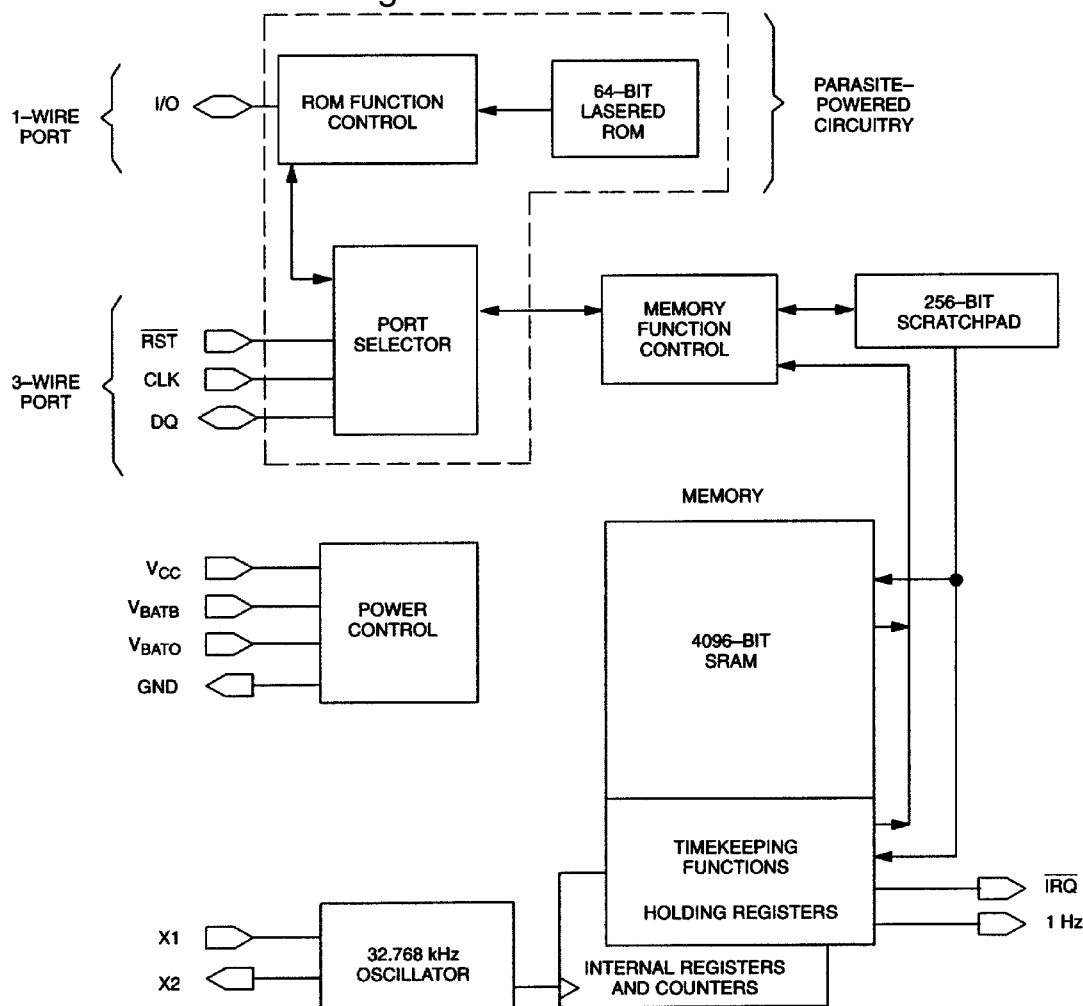 g
1–WIRE
PORT
I/O
ROM FUNCTION
CONTROL
64–BIT
LASERED
ROM
PARASITE–
POWERED
CIRCUITRY
3–WIRE
PORT
RST
CLK
DQ
PORT
SELECTOR
MEMORY
FUNCTION
CONTROL
256–BIT
SCRATCHPAD
MEMORY
VCC
VBATB
VBATO
GND
POWER
CONTROL
4096–BIT
SRAM
TIMEKEEPING
FUNCTIONS
HOLDING REGISTERS
IRQ
1 Hz
X1
X2
32.768 kHz
OSCILLATOR
INTERNAL REGISTERS
AND COUNTERS